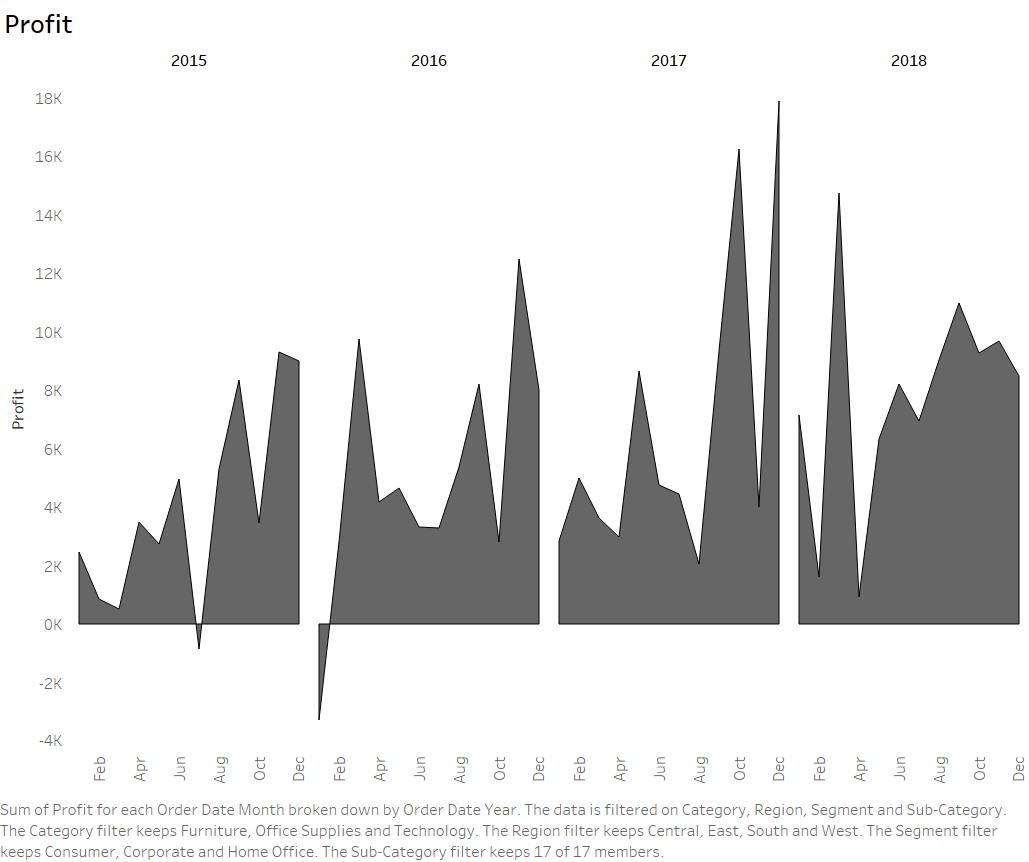 Profit
2015 2016 2017 2018
18K
16K
14K
12K
10K
8K
6K
4K
2K
0K
-2K
-4K
Profit
Feb Apr Jun Aug Oct Dec Feb Apr Jun Aug Oct Dec Feb Apr Jun Aug Oct Dec Feb Apr Jun Aug Oct Dec
Sum of Profit for each Order Date Month broken down by Order Date Year. The data is filtered on Category, Region, Segment and Sub-Category.
The Category filter keeps Furniture, Office Supplies and Technology. The Region filter keeps Central, East, South and West. The Segment filter
keeps Consumer, Corporate and Home Office. The Sub-Category filter keeps 17 of 17 members.